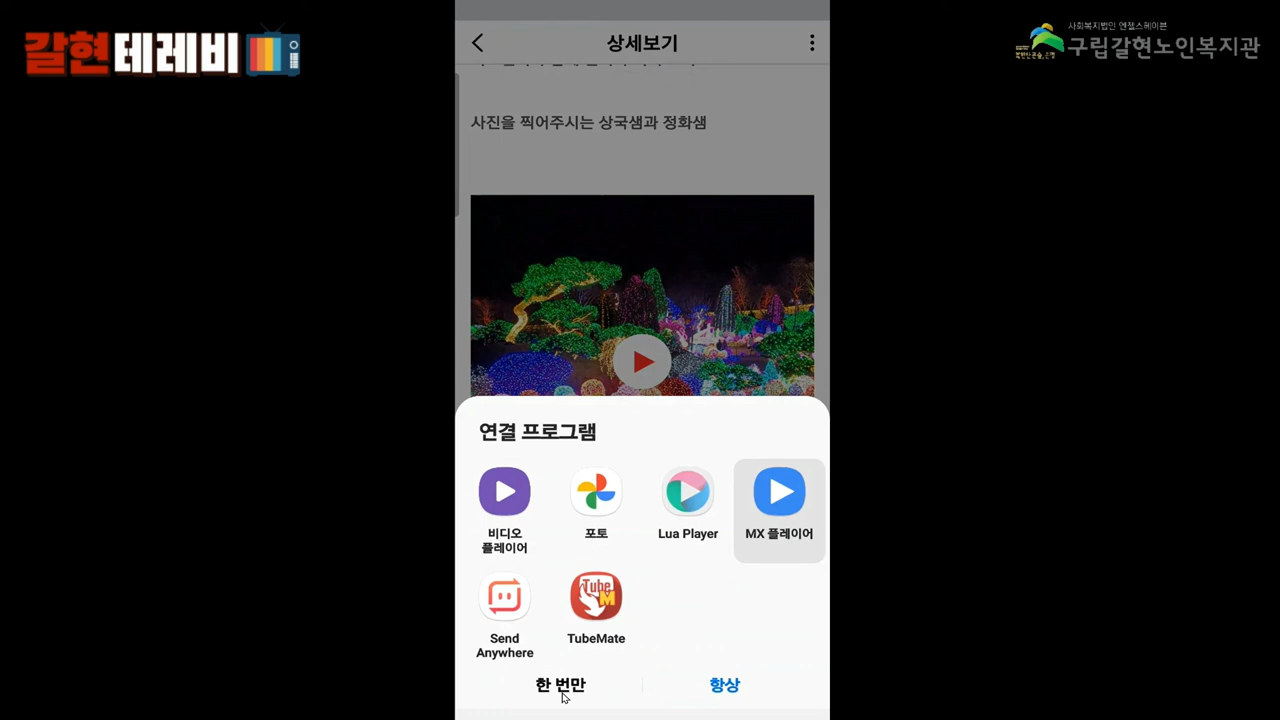 갈현테레비
사회복지법인 엔젤스헤이븐
구립갈현노인복지관
상세보기
사진을 찍어주시는 상국샘과 정화샘
연결 프로그램
비디오
플레이어
포토
Lua Player
MX 플레이어
Send
Anywhere
Tube
M
TubeMate
한 번만
항상